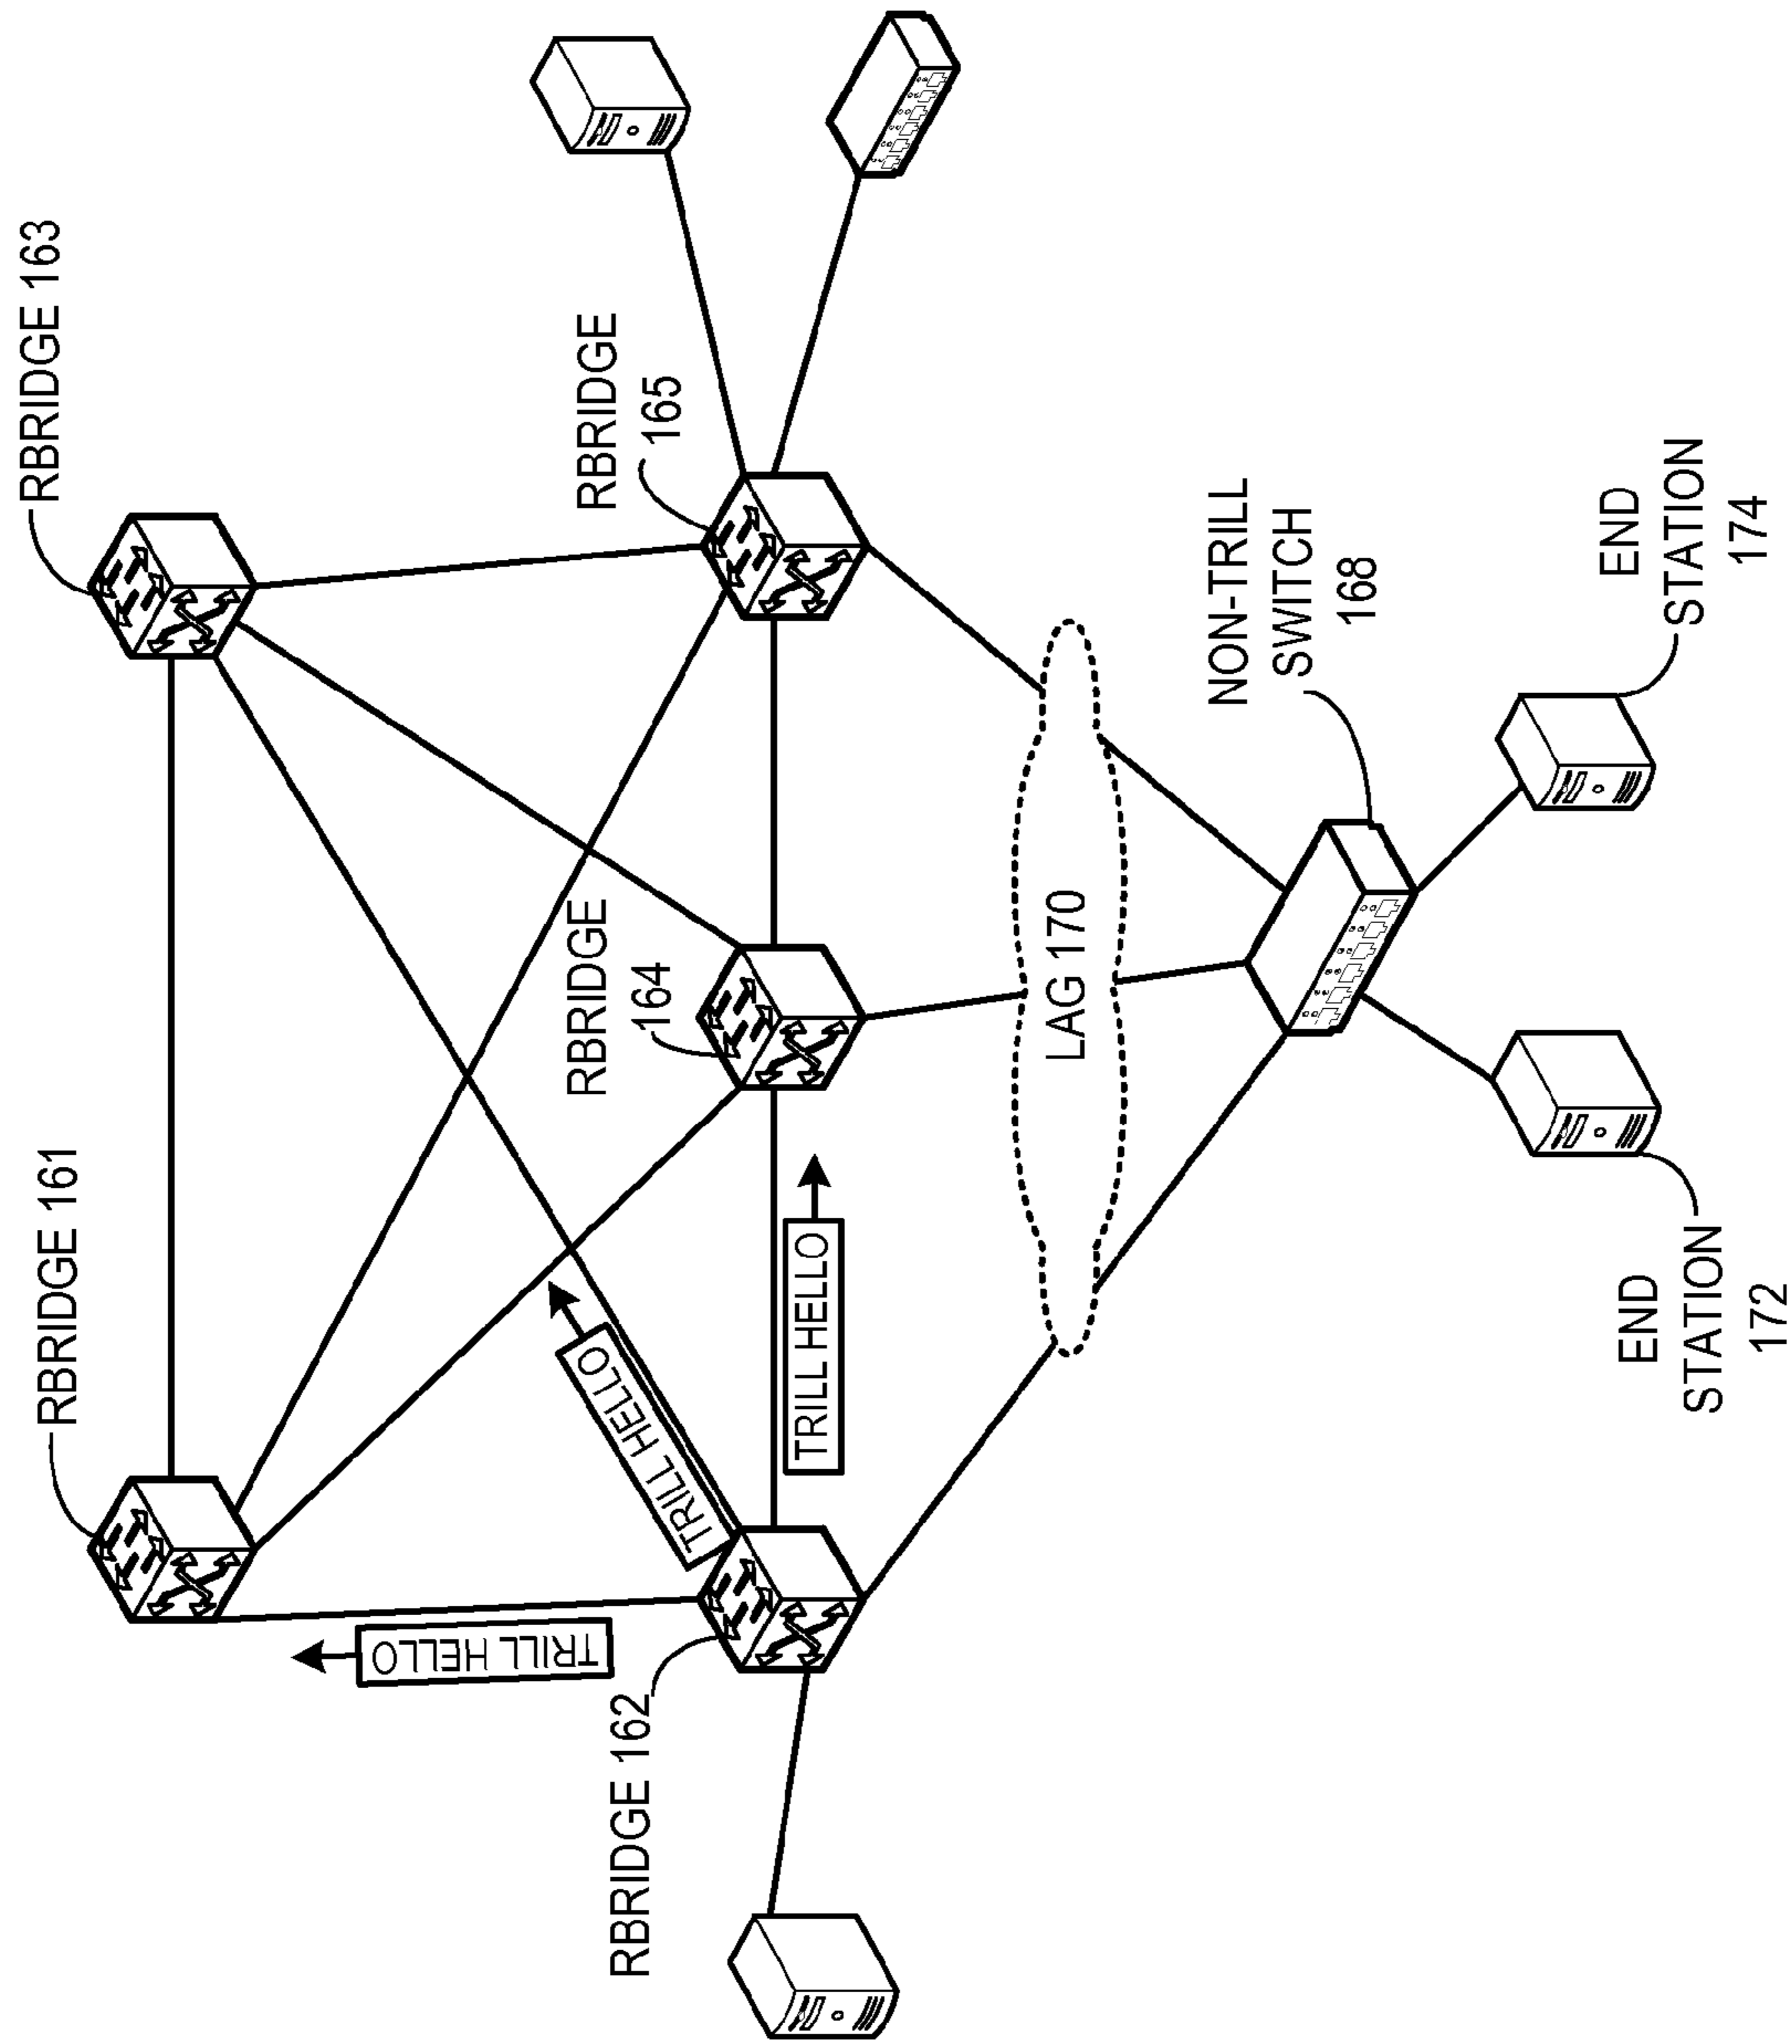 RBRIDGE 161
RBRIDGE 163
TRILL HELLO
TRILL HELLO
TRILL HELLO
RBRIDGE 162
RBRIDGE
164
RBRIDGE
165
LAG 170
NON-TRILL
SWITCH
168
END
STATION
172
END
STATION
174